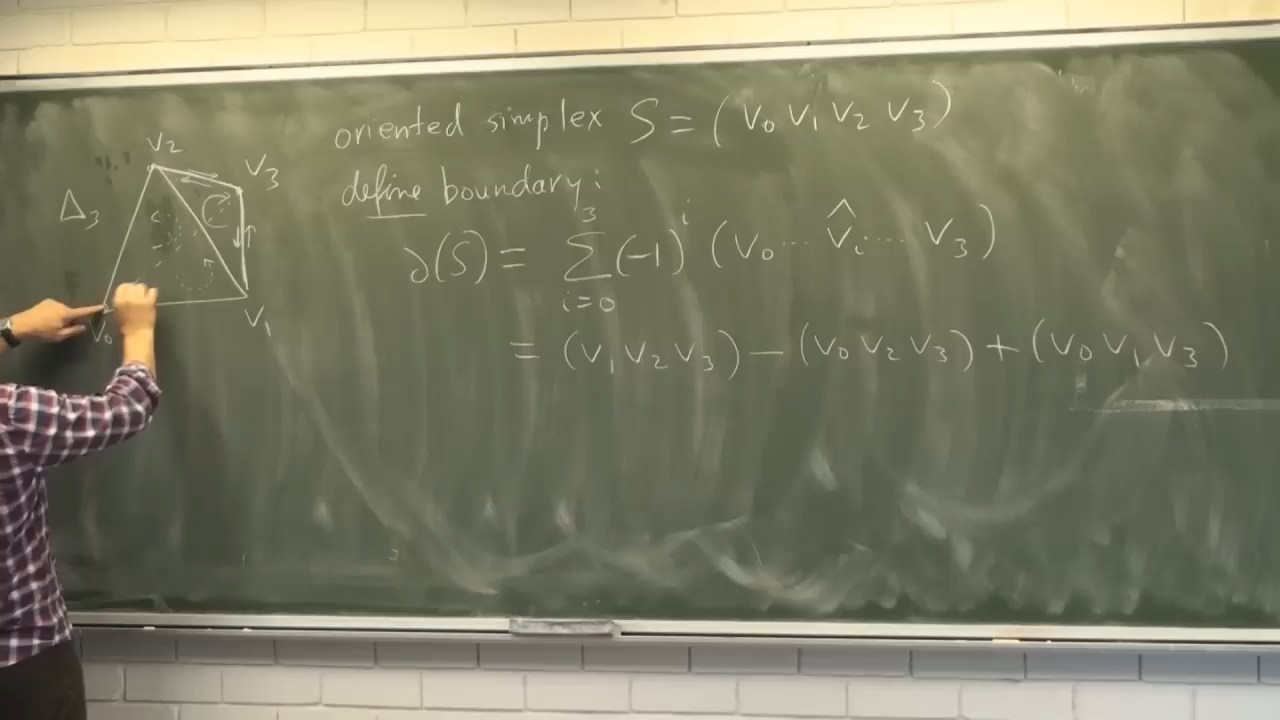 oriented simplex S = (V₀ V₁ V₂ V₃)
define boundary:
∂(S) = ∑_{i=0}^{3} (-1)^i (V₀ ... V̂ᵢ ... V₃)
= (V₁ V₂ V₃) − (V₀ V₂ V₃) + (V₀ V₁ V₃)
V₂
V₃
Δ₃
V₀
V₁